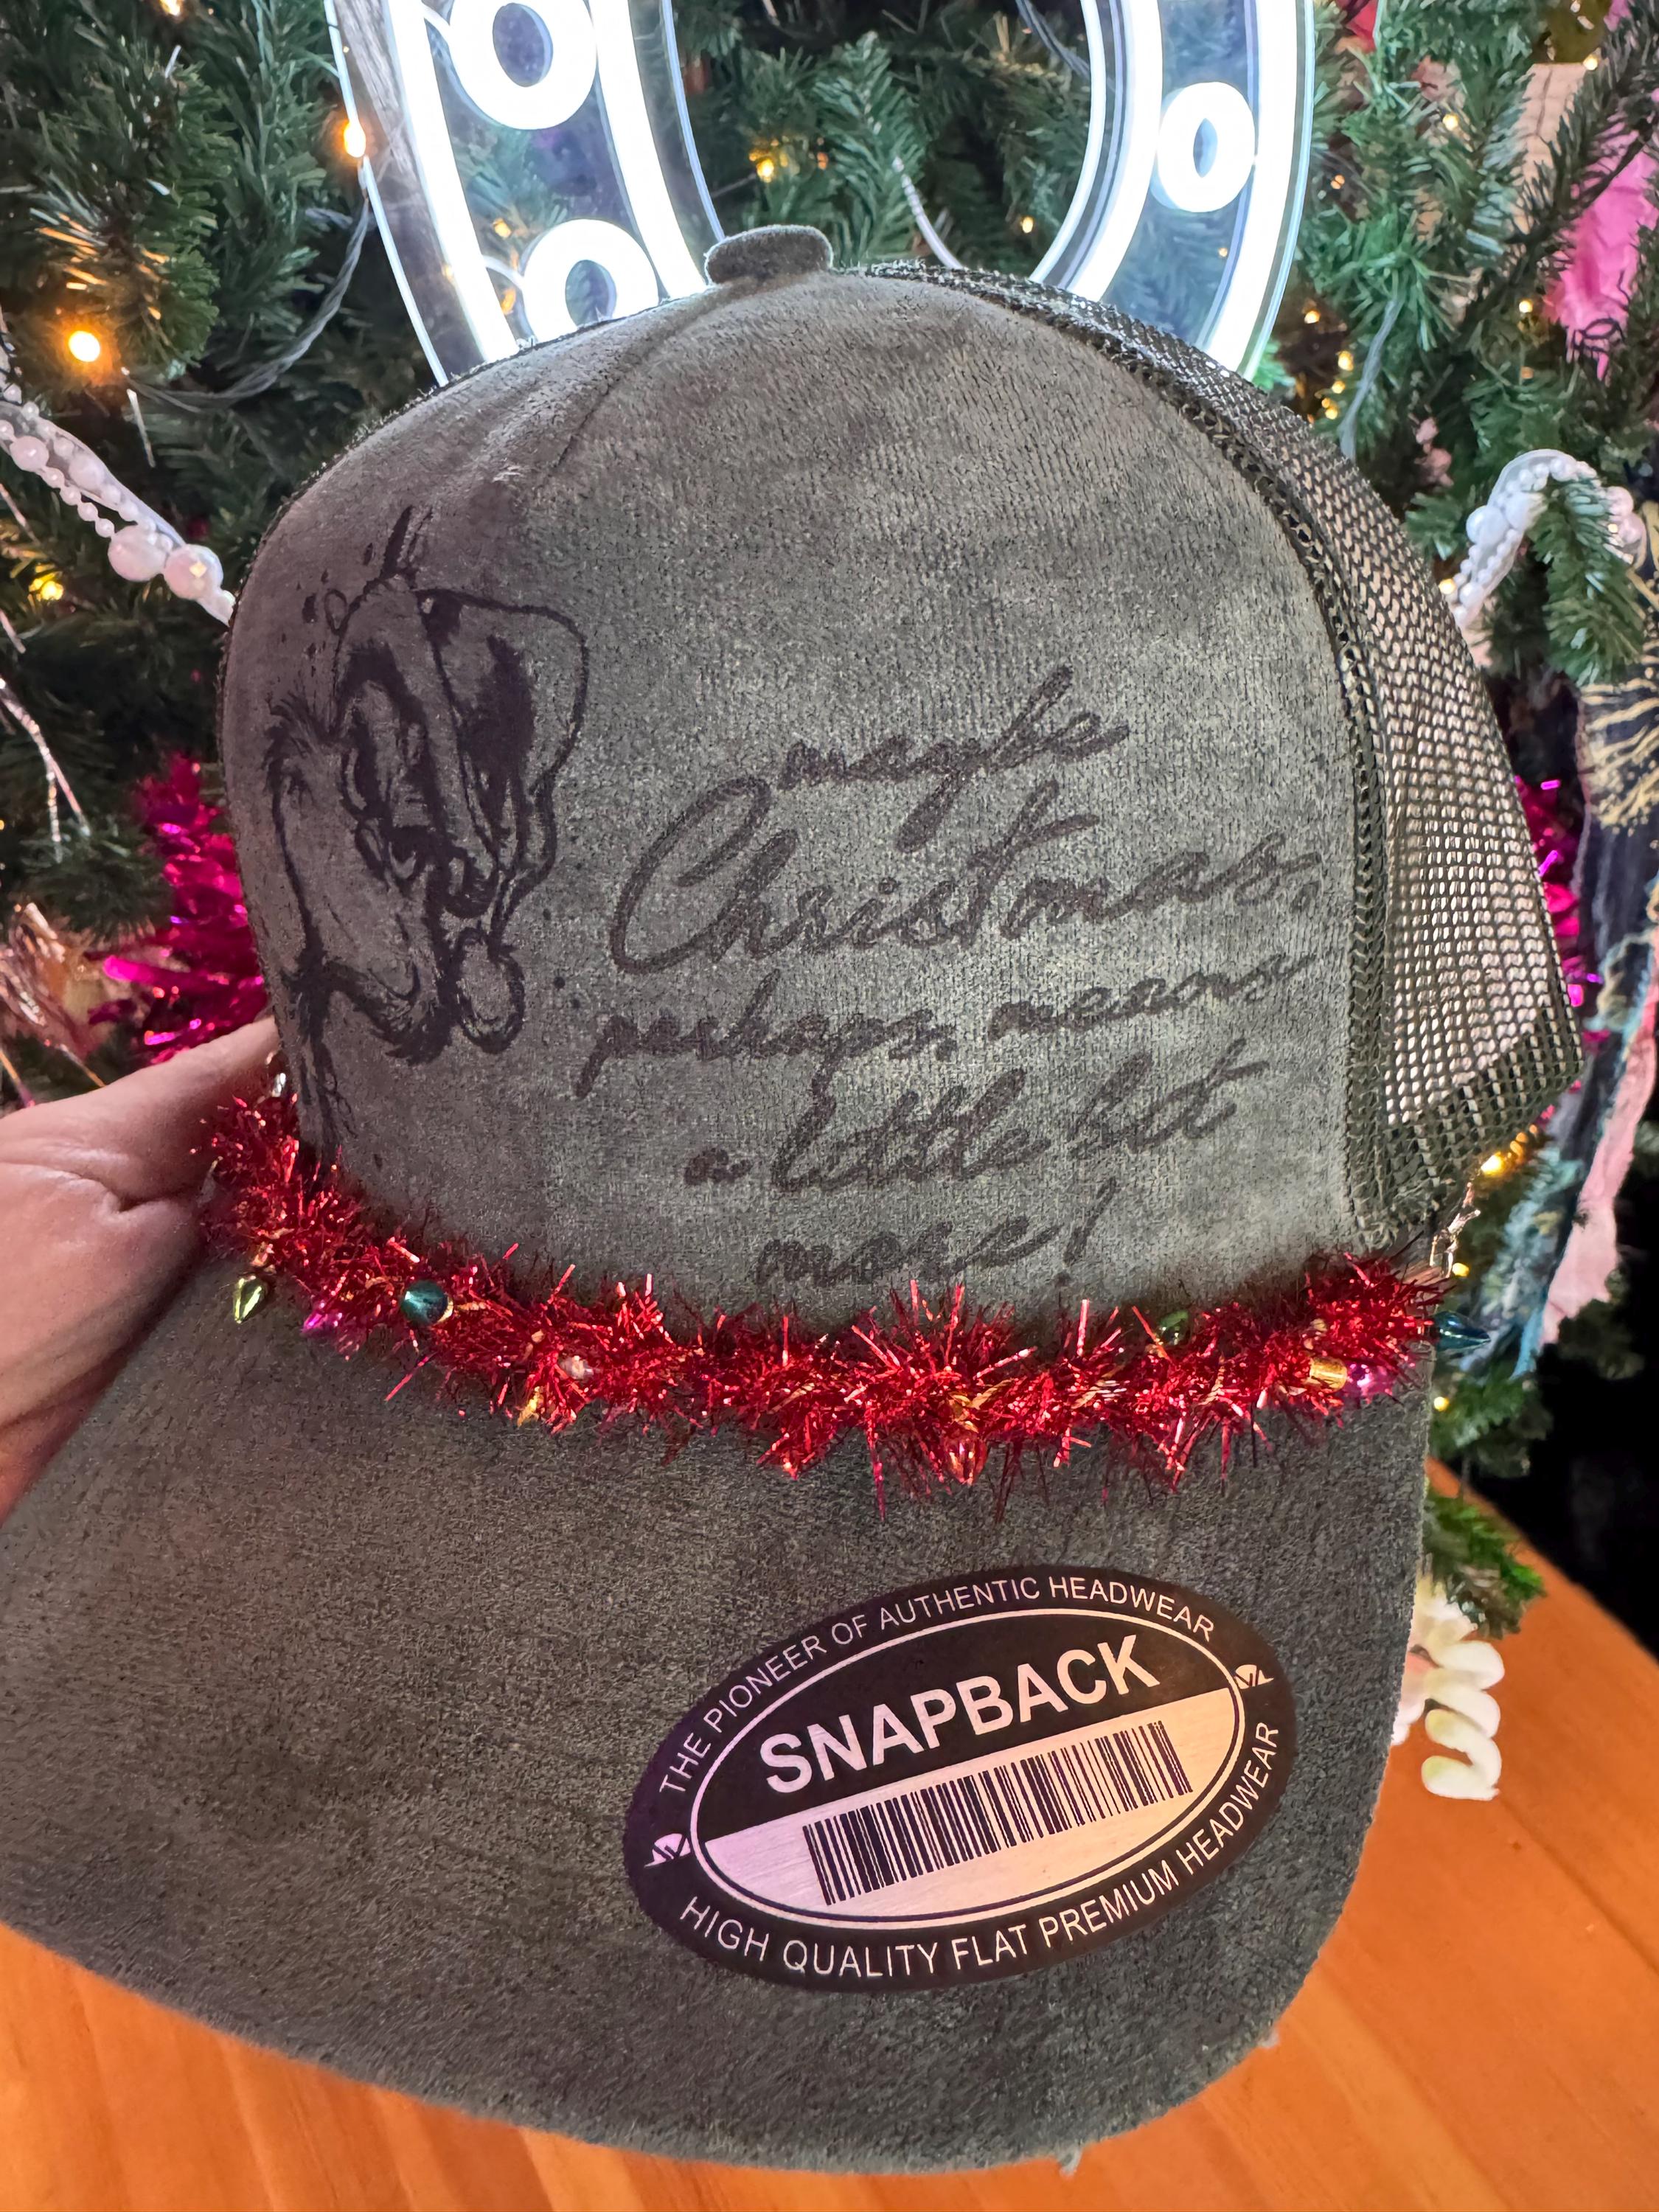 maybe
Christmas,
perhaps, means
a little bit
more!
THE PIONEER OF AUTHENTIC HEADWEAR
SNAPBACK
HIGH QUALITY FLAT PREMIUM HEADWEAR